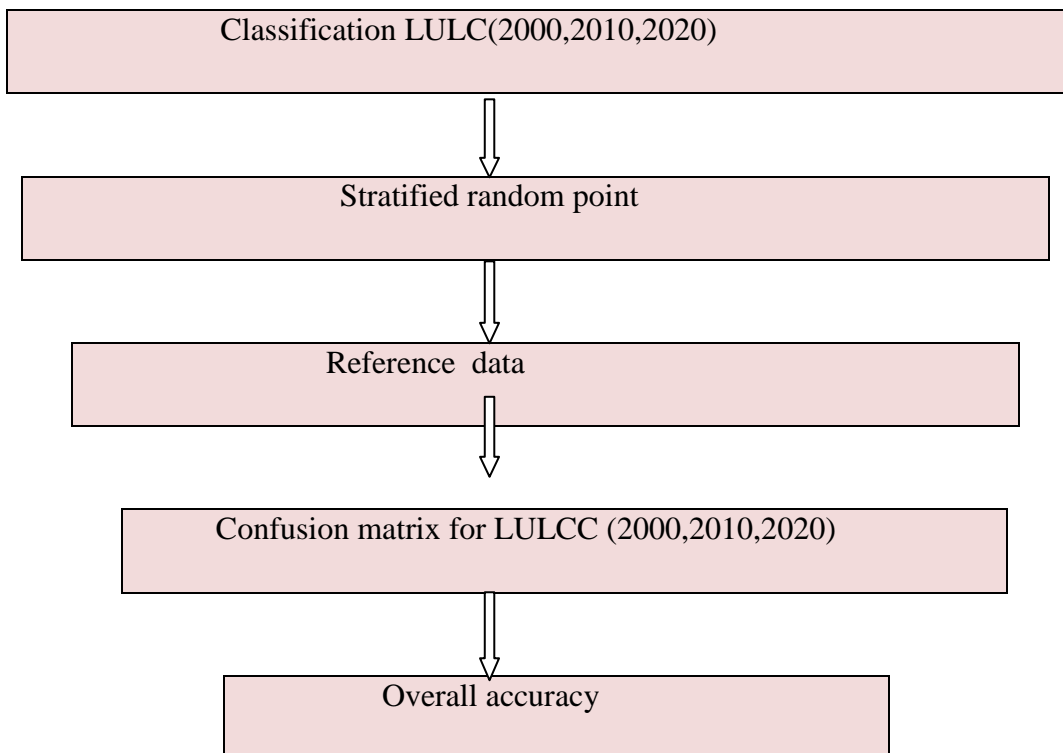 Classification LULC(2000,2010,2020)
Stratified random point
Reference data
Confusion matrix for LULCC (2000,2010,2020)
Overall accuracy